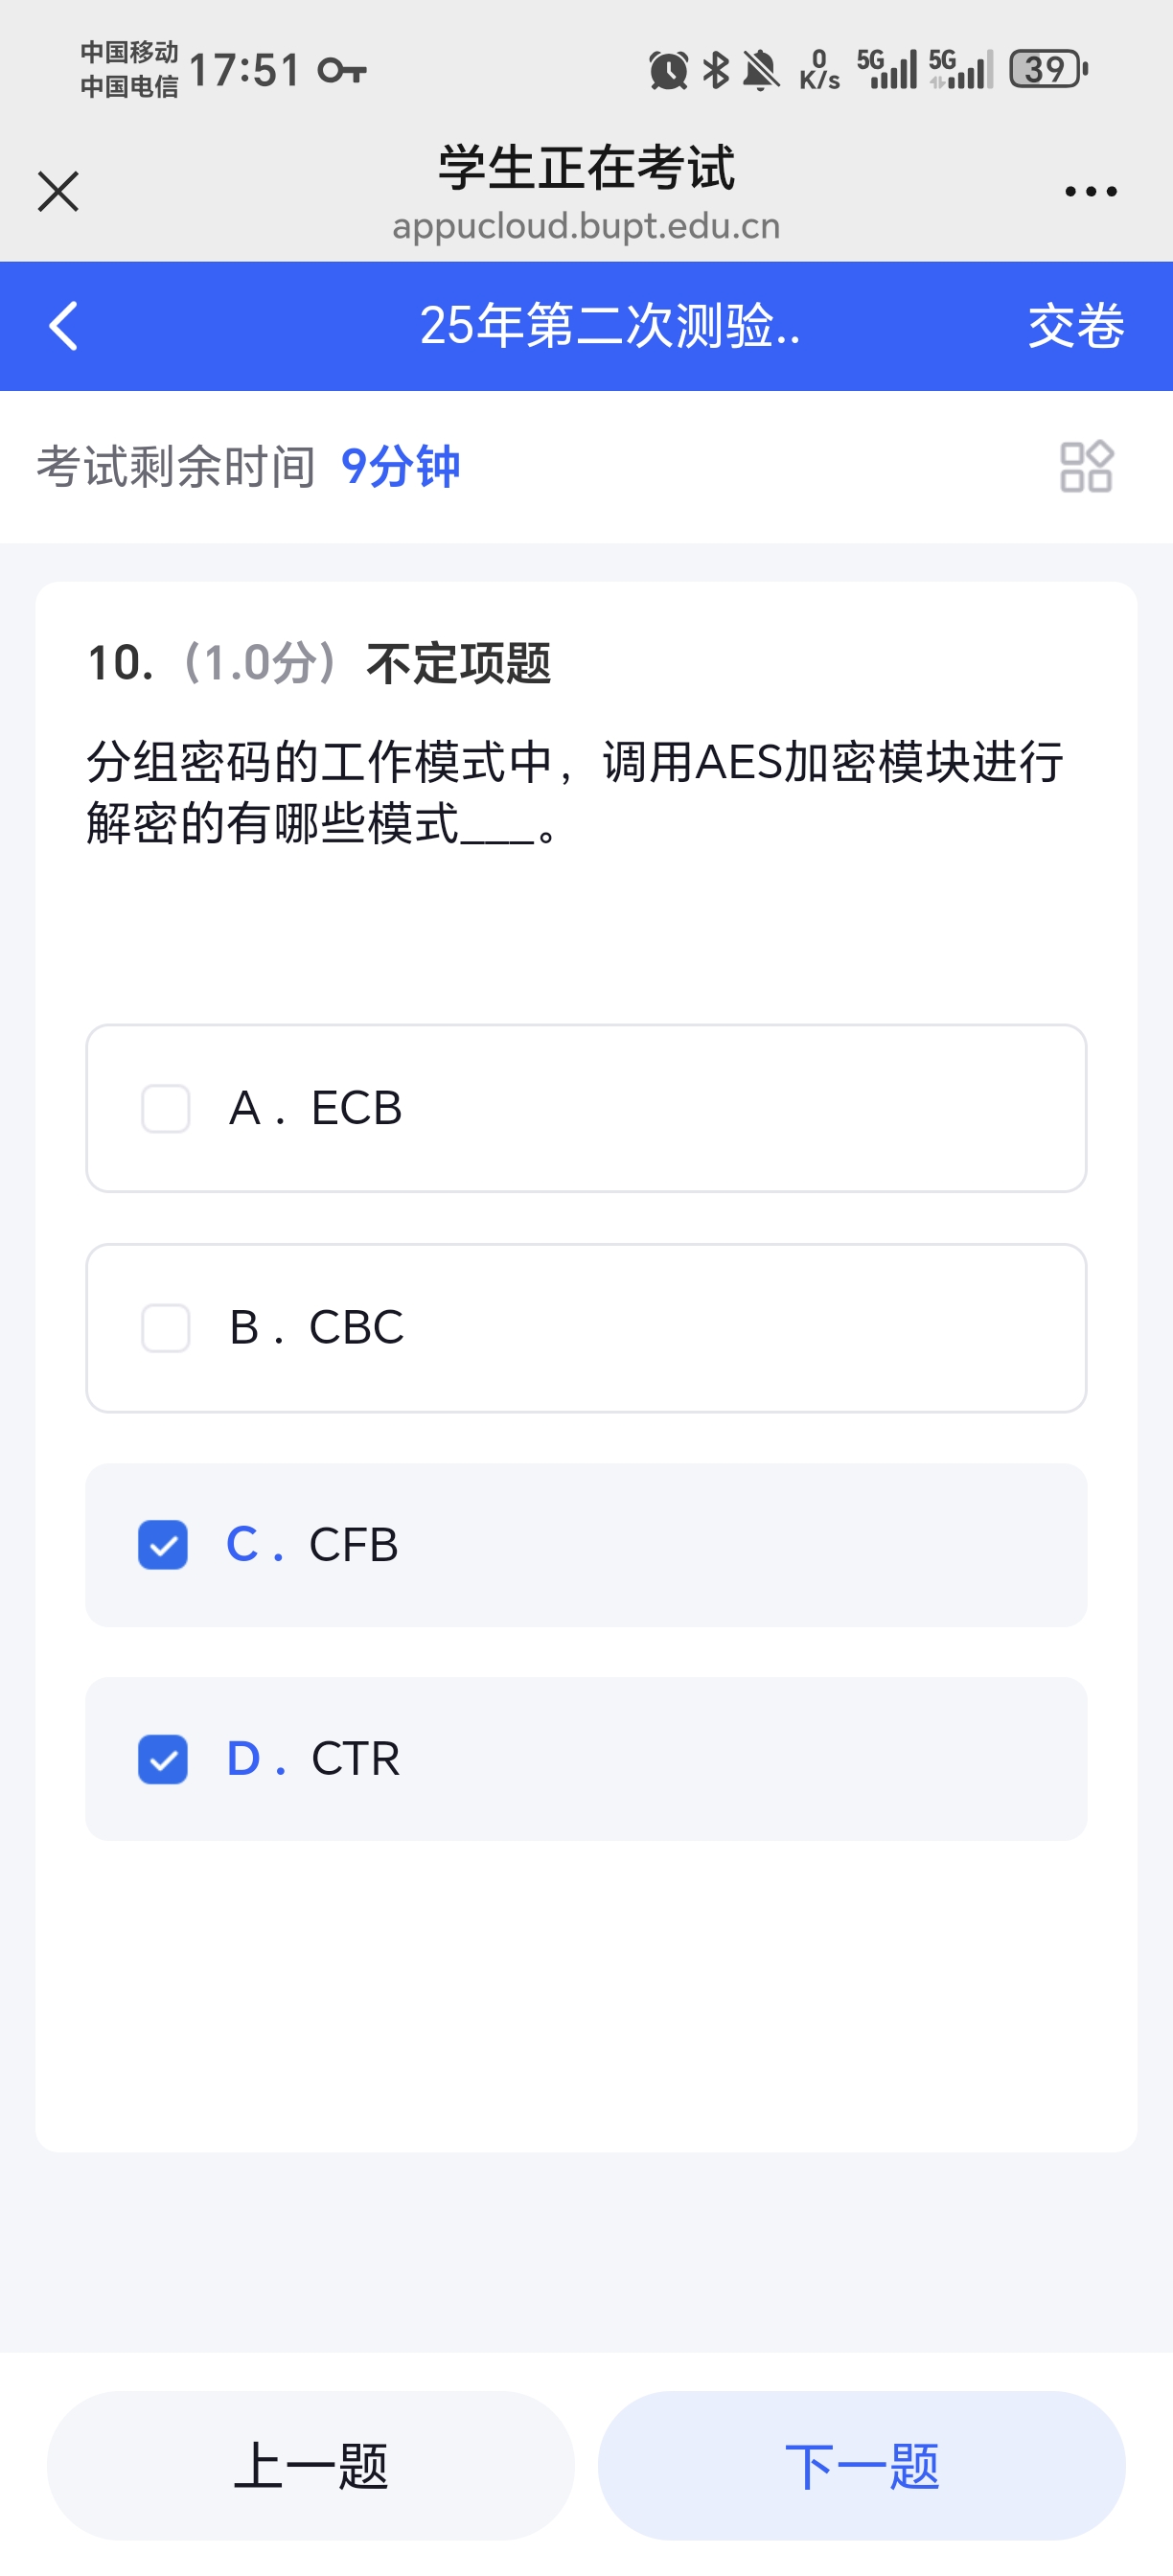 中国移动
中国电信
17:51
0
K/s
5G
5G
39
学生正在考试
appucloud.bupt.edu.cn
25年第二次测验..
交卷
考试剩余时间 9分钟
10.（1.0分）不定项题
分组密码的工作模式中，调用AES加密模块进行
解密的有哪些模式___。
A. ECB
B. CBC
C. CFB
D. CTR
上一题
下一题